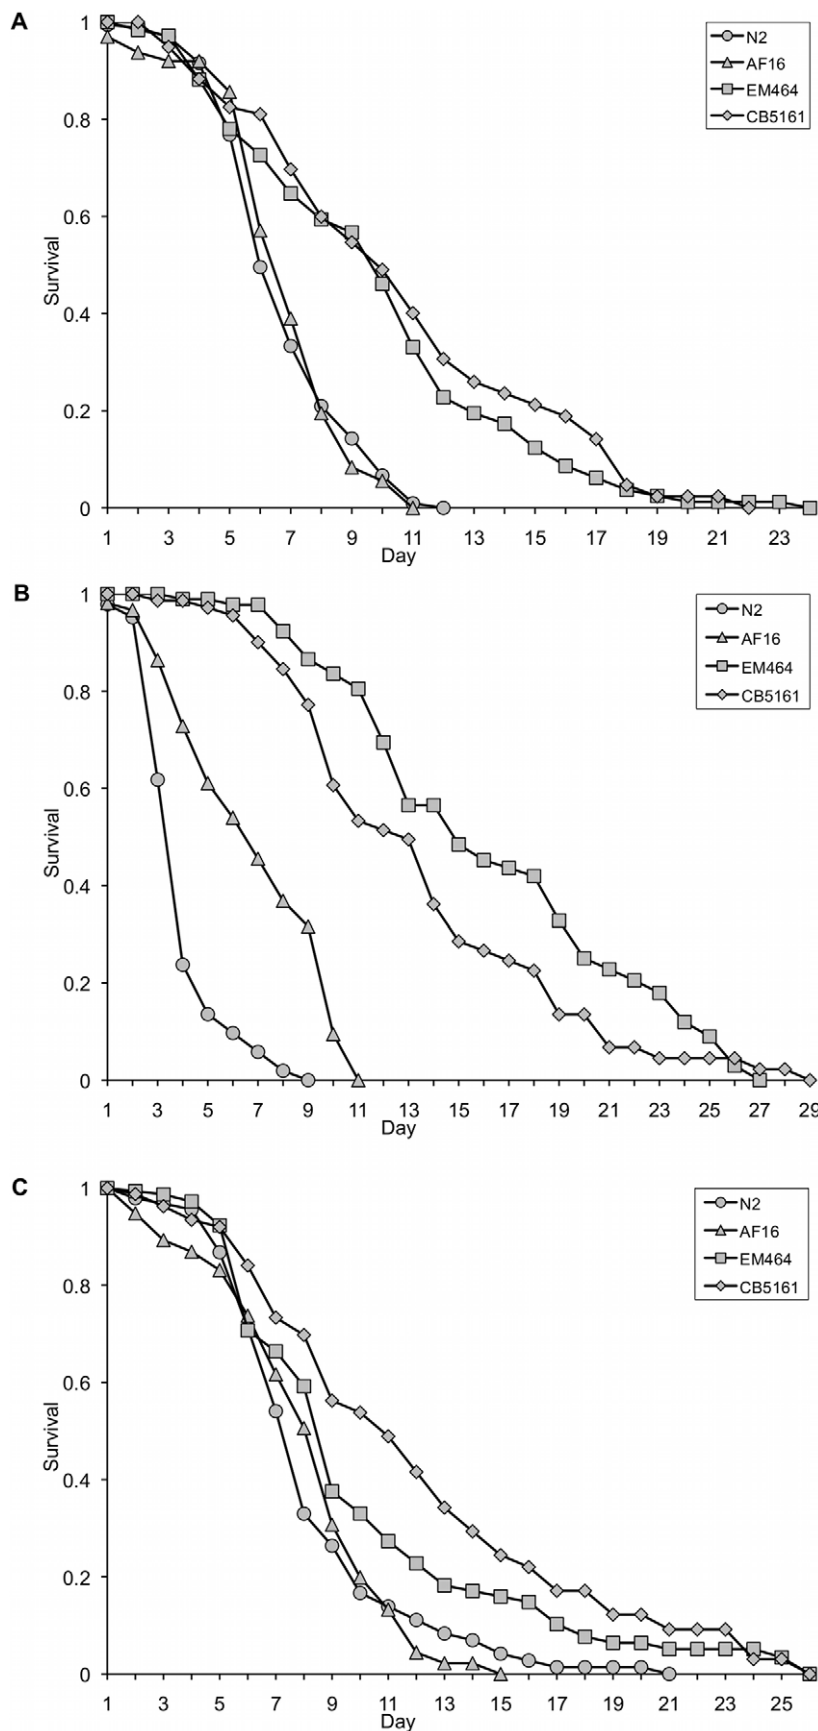 A
N2
AF16
EM464
CB5161
1
0.8
0.6
0.4
0.2
0
Survival
1 3 5 7 9 11 13 15 17 19 21 23
Day
B
N2
AF16
EM464
CB5161
1
0.8
0.6
0.4
0.2
0
Survival
1 3 5 7 9 11 13 15 17 19 21 23 25 27 29
Day
C
N2
AF16
EM464
CB5161
1
0.8
0.6
0.4
0.2
0
Survival
1 3 5 7 9 11 13 15 17 19 21 23 25
Day